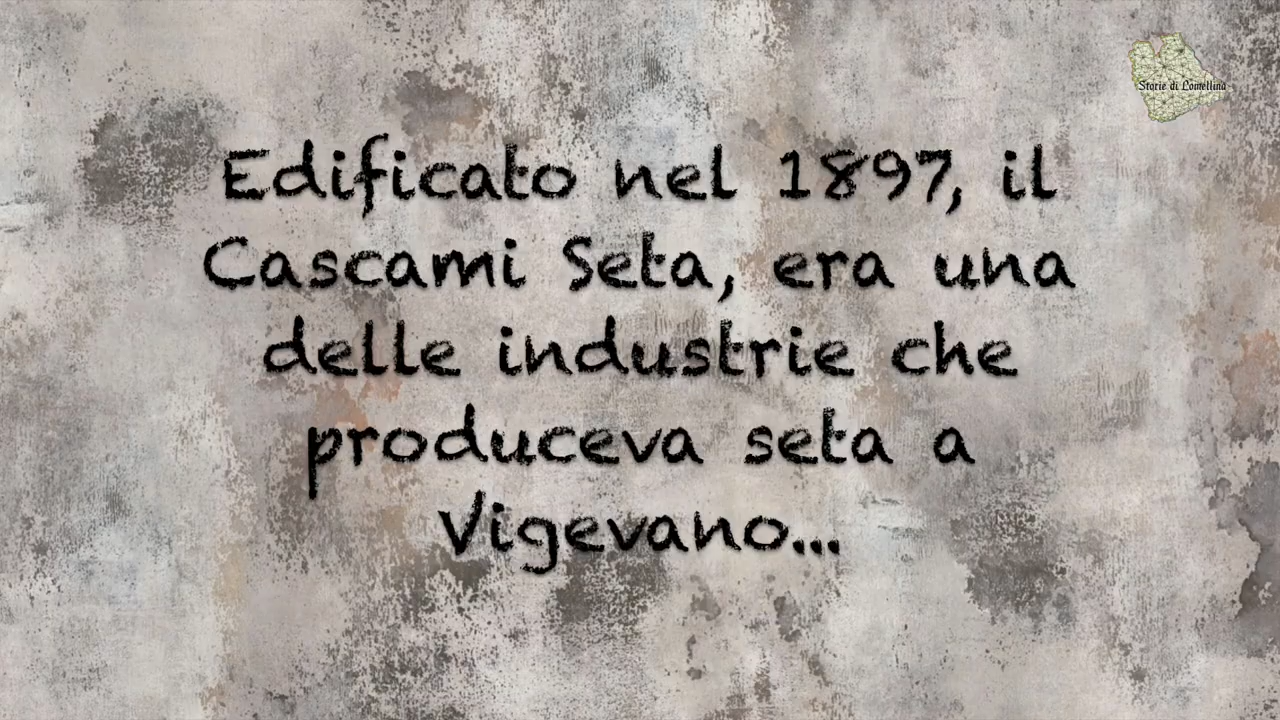 Storie di Lomellina
Edificato nel 1897, il
Cascami Seta, era una
delle industrie che
produceva seta a
Vigevano...